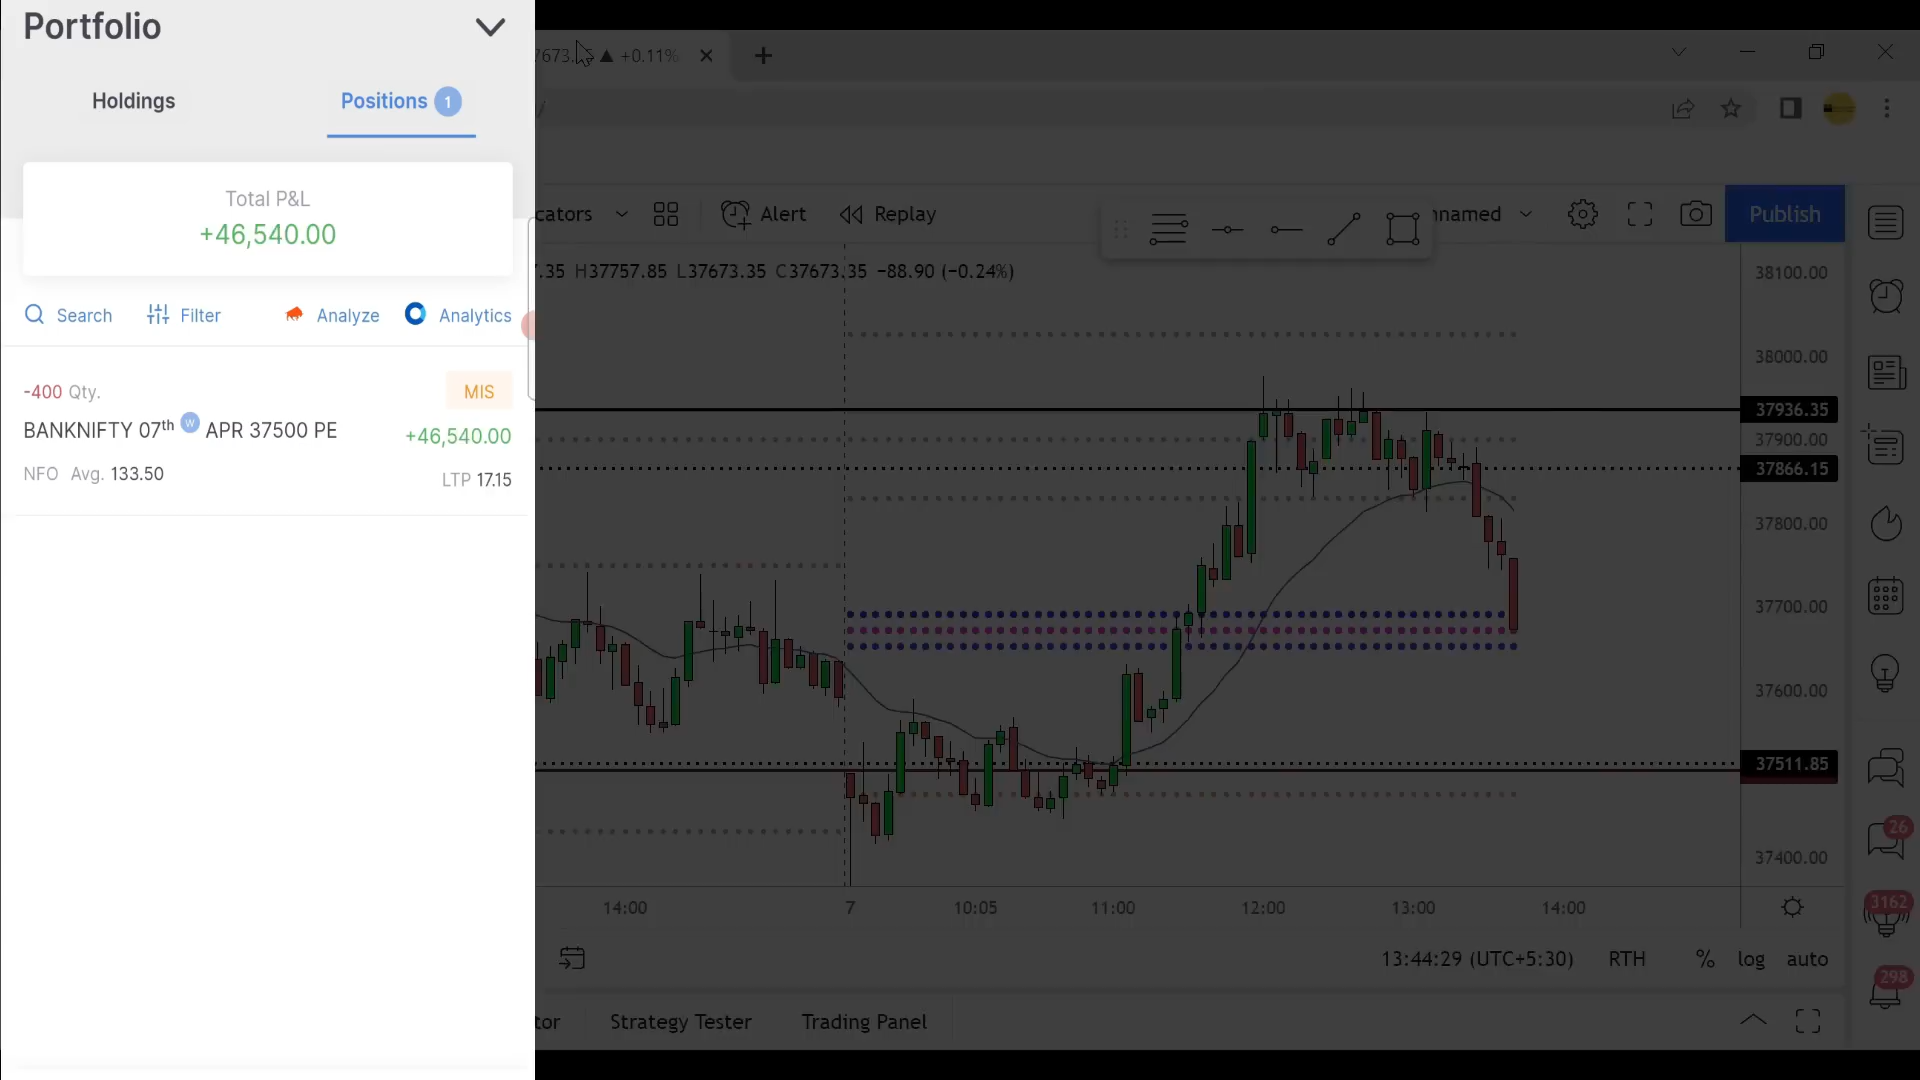 Portfolio
Holdings
Positions 1
Total P&L
+46,540.00
Search Filter Analyze Analytics
-400 Qty. MIS
BANKNIFTY 07th W APR 37500 PE
+46,540.00
NFO Avg. 133.50
LTP 17.15
▲ +0.11%
Alert Replay
Publish
H37757.85 L37673.35 C37673.35 −88.90 (−0.24%)
38100.00
38000.00
37936.35
37900.00
37866.15
37800.00
37700.00
37600.00
37511.85
37400.00
14:00 7 10:05 11:00 12:00 13:00 14:00
13:44:29 (UTC+5:30) RTH % log auto
Strategy Tester Trading Panel
26
3162
298